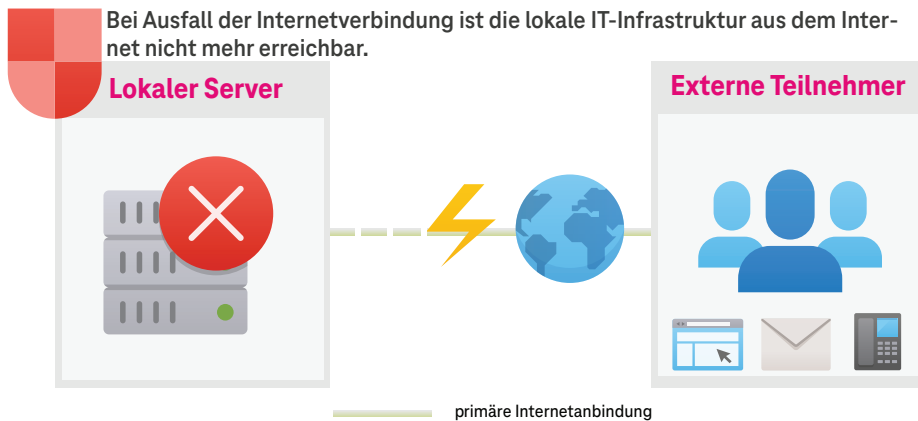 Bei Ausfall der Internetverbindung ist die lokale IT-Infrastruktur aus dem Inter-
net nicht mehr erreichbar.
Lokaler Server
Externe Teilnehmer
primäre Internetanbindung